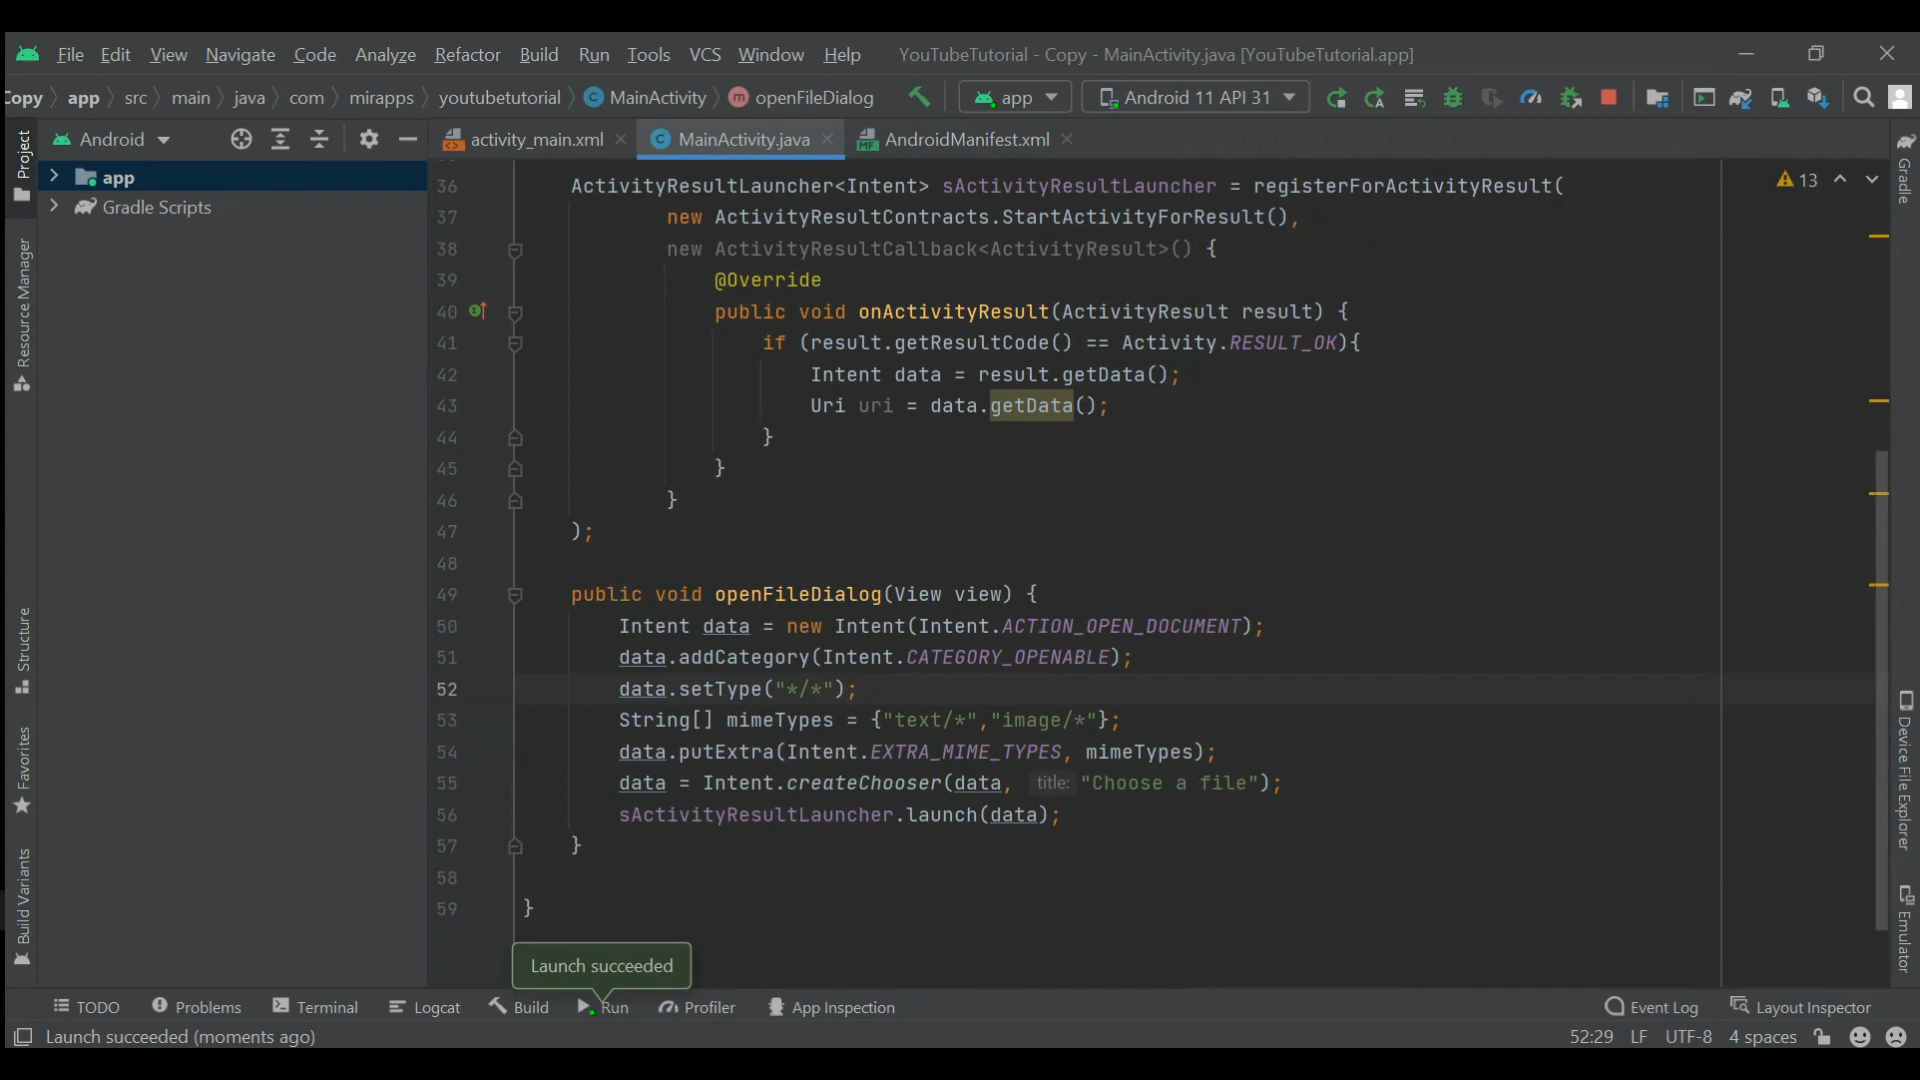 File Edit View Navigate Code Analyze Refactor Build Run Tools VCS Window Help YouTubeTutorial - Copy - MainActivity.java [YouTubeTutorial.app]
Copy app src main java com mirapps youtubetutorial C MainActivity m openFileDialog app Android 11 API 31
Project
Android
activity_main.xml
C MainActivity.java
MF AndroidManifest.xml
Gradle
app
Gradle Scripts
Resource Manager
13
36 ActivityResultLauncher<Intent> sActivityResultLauncher = registerForActivityResult(
37 new ActivityResultContracts.StartActivityForResult(),
38 new ActivityResultCallback<ActivityResult>() {
39 @Override
40 public void onActivityResult(ActivityResult result) {
41 if (result.getResultCode() == Activity.RESULT_OK){
42 Intent data = result.getData();
43 Uri uri = data.getData();
44 }
45 }
46 }
47 );
48
49 public void openFileDialog(View view) {
50 Intent data = new Intent(Intent.ACTION_OPEN_DOCUMENT);
51 data.addCategory(Intent.CATEGORY_OPENABLE);
52 data.setType("*/*");
53 String[] mimeTypes = {"text/*","image/*"};
54 data.putExtra(Intent.EXTRA_MIME_TYPES, mimeTypes);
55 data = Intent.createChooser(data, title: "Choose a file");
56 sActivityResultLauncher.launch(data);
57 }
58
59 }
Structure
Favorites
Build Variants
Device File Explorer
Emulator
Launch succeeded
TODO Problems Terminal Logcat Build Run Profiler App Inspection Event Log Layout Inspector
Launch succeeded (moments ago) 52:29 LF UTF-8 4 spaces